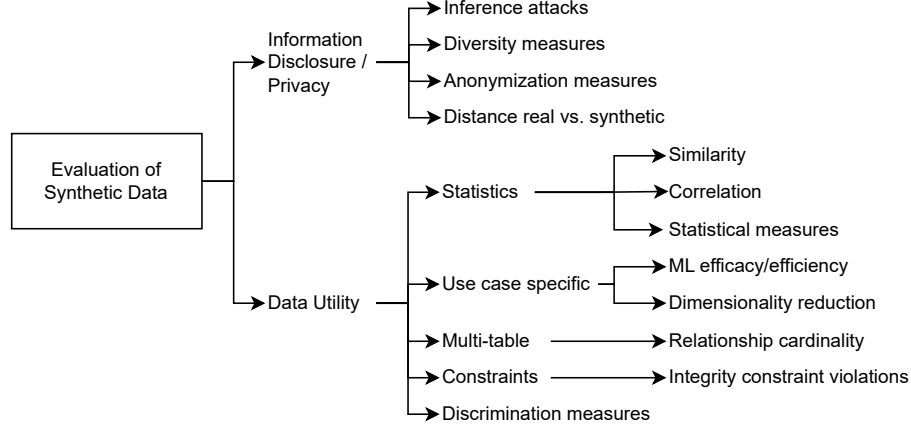 Evaluation of
Synthetic Data
Information
Disclosure /
Privacy
Inference attacks
Diversity measures
Anonymization measures
Distance real vs. synthetic
Data Utility
Statistics
Similarity
Correlation
Statistical measures
Use case specific
ML efficacy/efficiency
Dimensionality reduction
Multi-table
Relationship cardinality
Constraints
Integrity constraint violations
Discrimination measures